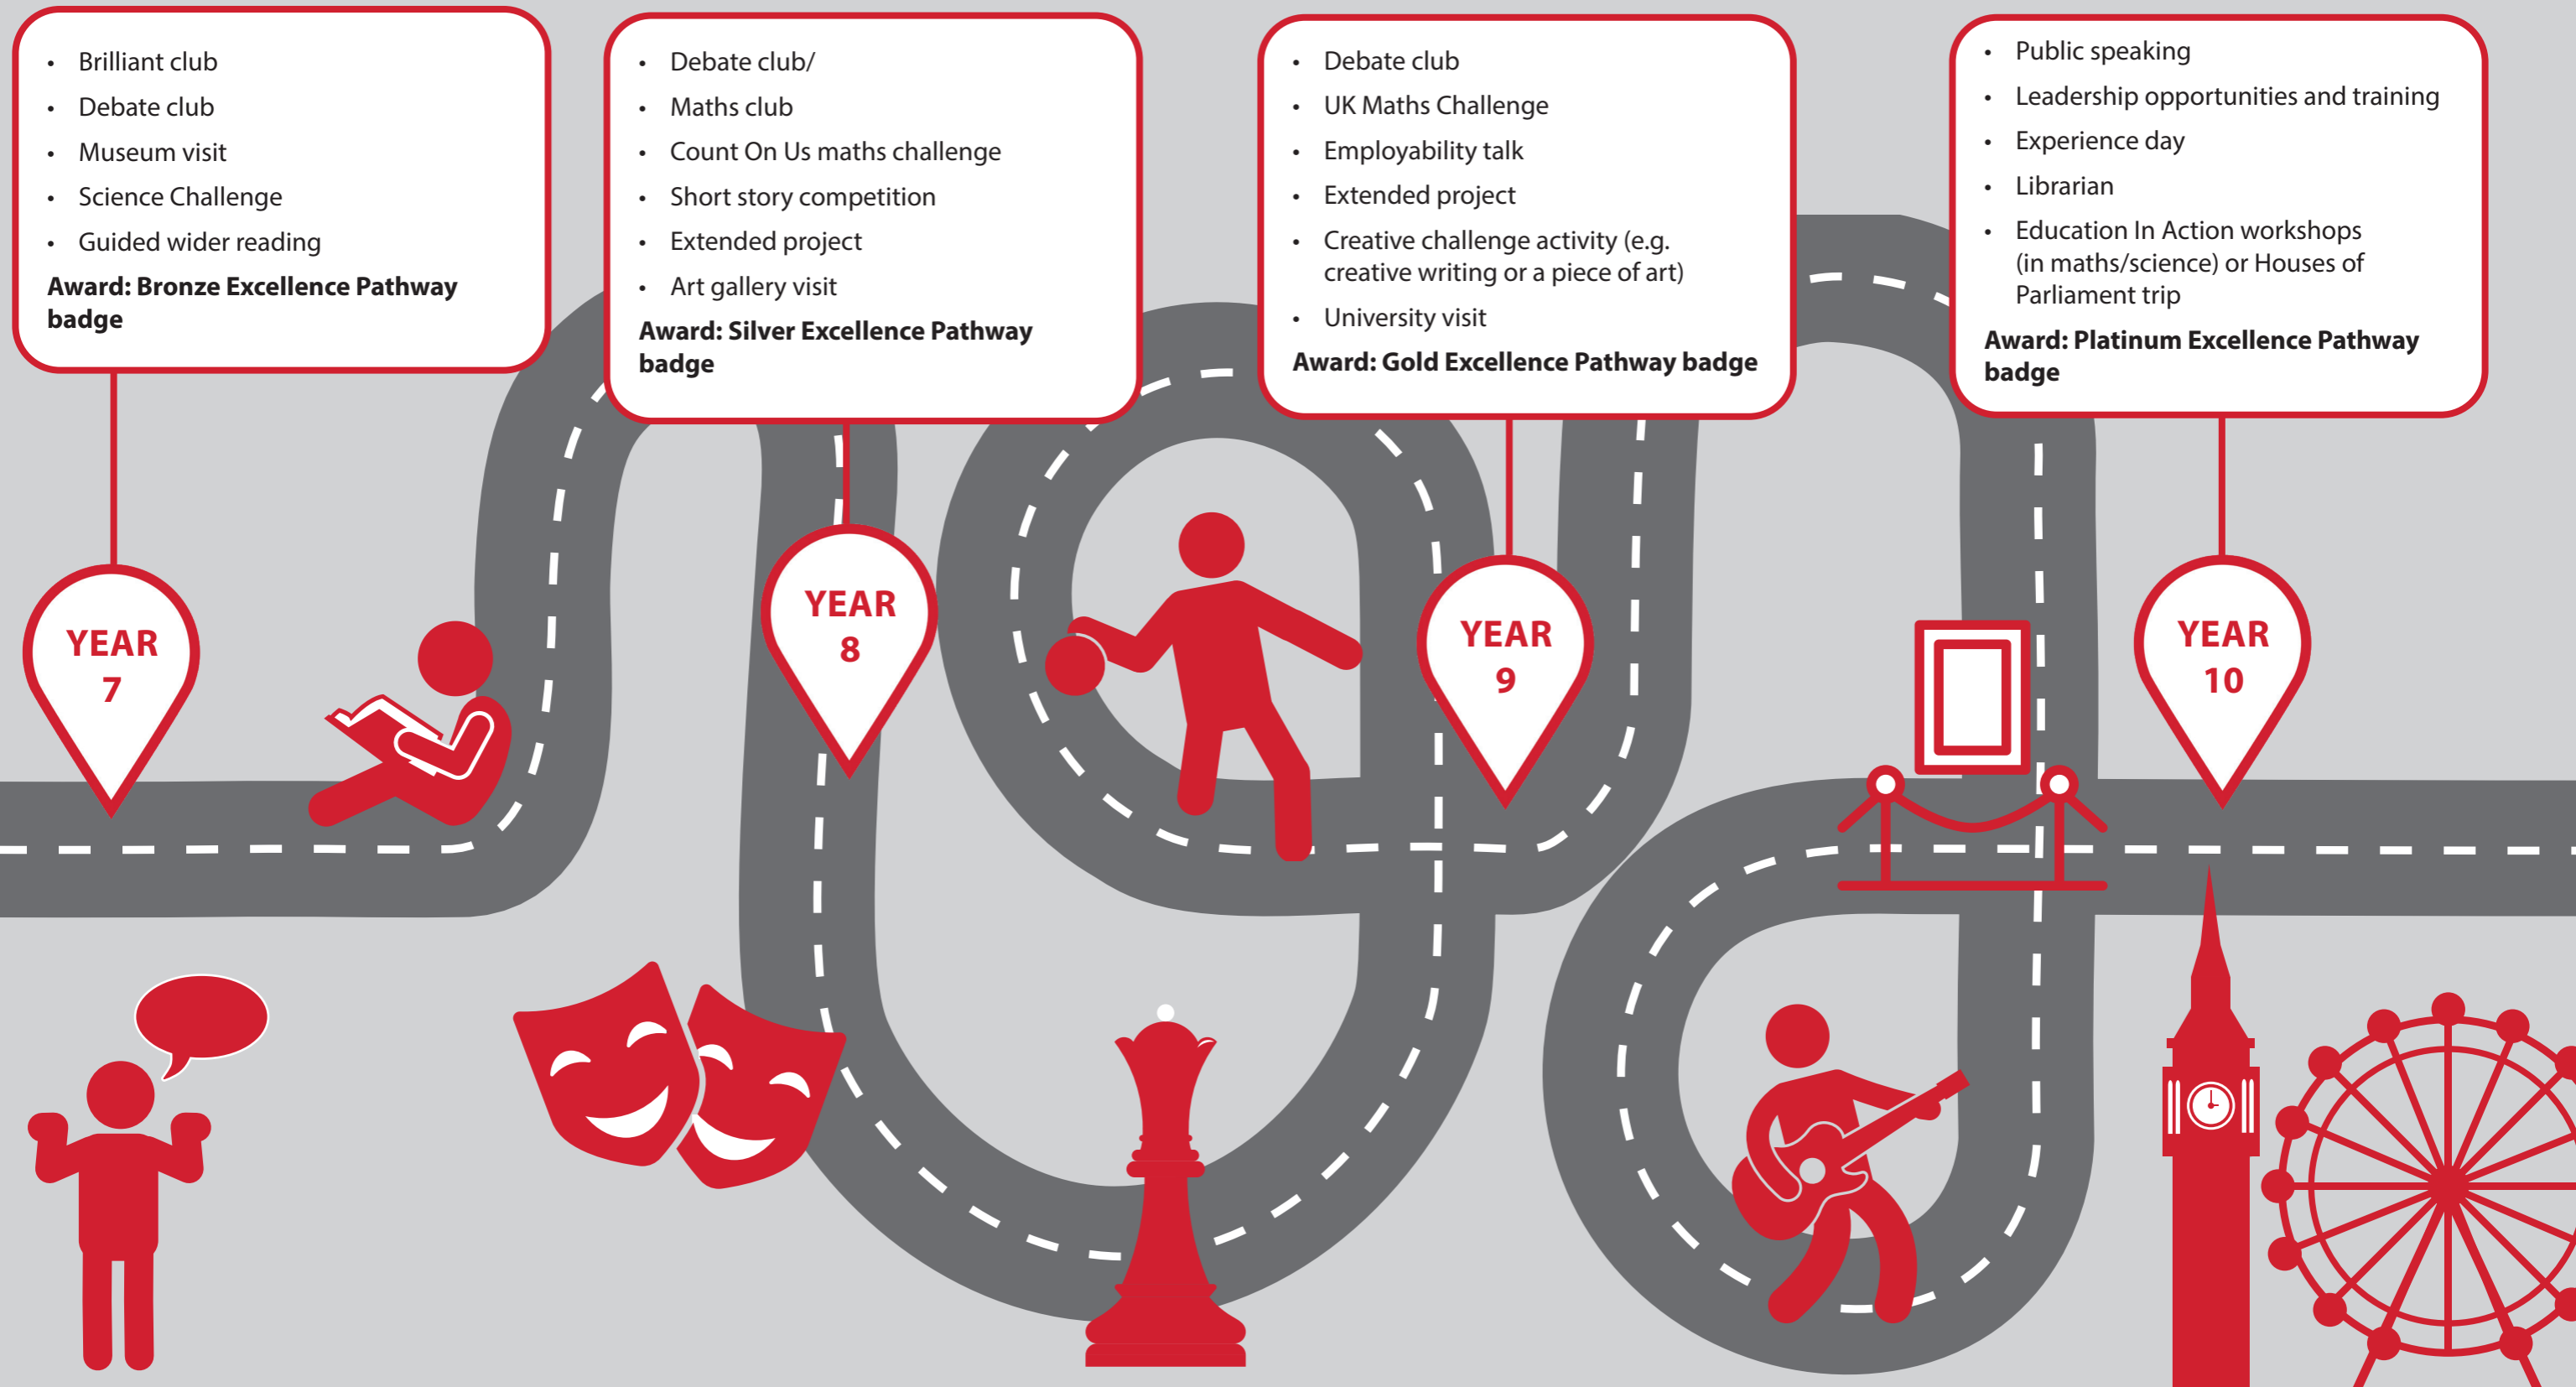 • Brilliant club
• Debate club
• Museum visit
• Science Challenge
• Guided wider reading
Award: Bronze Excellence Pathway
badge
YEAR
7
• Debate club/
• Maths club
• Count On Us maths challenge
• Short story competition
• Extended project
• Art gallery visit
Award: Silver Excellence Pathway
badge
YEAR
8
• Debate club
• UK Maths Challenge
• Employability talk
• Extended project
• Creative challenge activity (e.g.
creative writing or a piece of art)
• University visit
Award: Gold Excellence Pathway badge
YEAR
9
• Public speaking
• Leadership opportunities and training
• Experience day
• Librarian
• Education In Action workshops
(in maths/science) or Houses of
Parliament trip
Award: Platinum Excellence Pathway
badge
YEAR
10